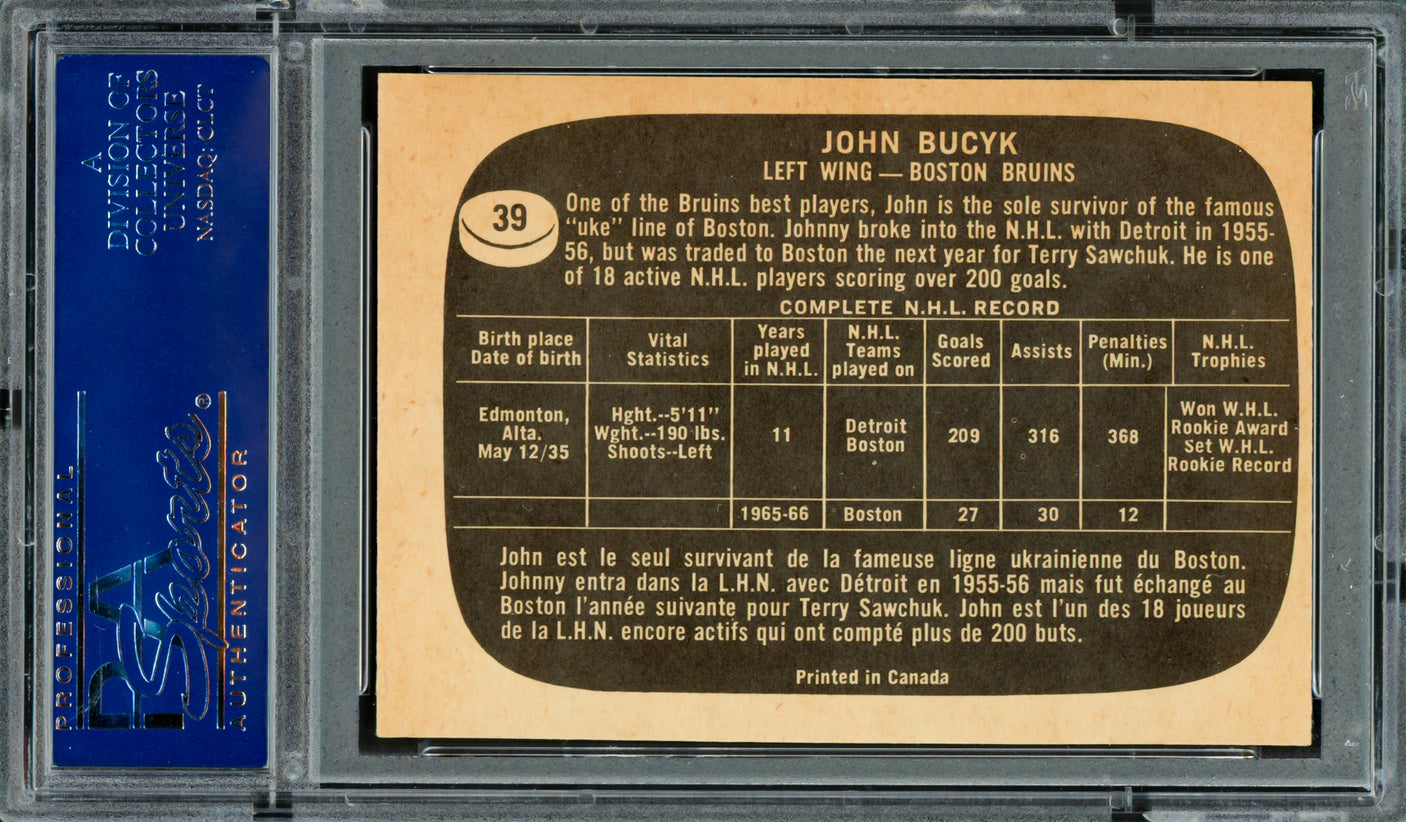 A
DIVISION OF
COLLECTORS
UNIVERSE
NASDAQ: CLCT
PROFESSIONAL
PSA
Sports®
AUTHENTICATOR
PSA
JOHN BUCYK
LEFT WING — BOSTON BRUINS
39
One of the Bruins best players, John is the sole survivor of the famous
“uke” line of Boston. Johnny broke into the N.H.L. with Detroit in 1955-
56, but was traded to Boston the next year for Terry Sawchuk. He is one
of 18 active N.H.L. players scoring over 200 goals.
COMPLETE N.H.L. RECORD
Birth place
Date of birth
Vital
Statistics
Years
played
in N.H.L.
N.H.L.
Teams
played on
Goals
Scored
Assists
Penalties
(Min.)
N.H.L.
Trophies
Edmonton,
Alta.
May 12/35
Hght.--5'11''
Wght.--190 lbs.
Shoots--Left
11
Detroit
Boston
209
316
368
Won W.H.L.
Rookie Award
Set W.H.L.
Rookie Record
1965-66
Boston
27
30
12
John est le seul survivant de la fameuse ligne ukrainienne du Boston.
Johnny entra dans la L.H.N. avec Détroit en 1955-56 mais fut échangé au
Boston l'année suivante pour Terry Sawchuk. John est l'un des 18 joueurs
de la L.H.N. encore actifs qui ont compté plus de 200 buts.
Printed in Canada